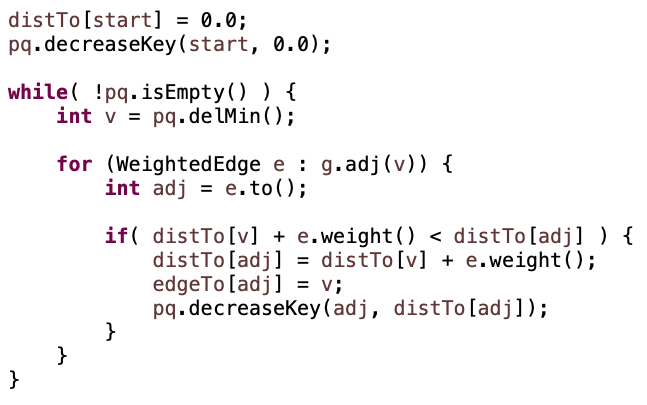 distTo[start] = 0.0;
pq.decreaseKey(start, 0.0);

while( !pq.isEmpty() ) {
    int v = pq.delMin();

    for (WeightedEdge e : g.adj(v)) {
        int adj = e.to();

        if( distTo[v] + e.weight() < distTo[adj] ) {
            distTo[adj] = distTo[v] + e.weight();
            edgeTo[adj] = v;
            pq.decreaseKey(adj, distTo[adj]);
        }
    }
}